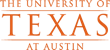 THE UNIVERSITY OF
TEXAS
AT AUSTIN